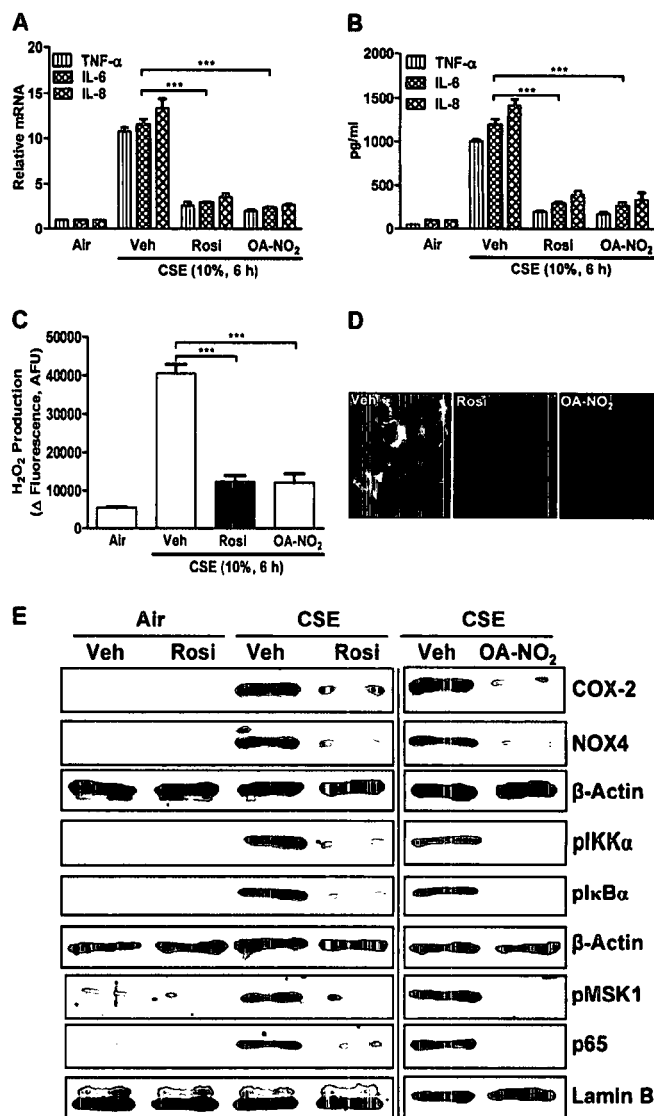 A
B
20
15
10
5
0
Relative mRNA
TNF-α
IL-6
IL-8
***
***
Air
Veh
Rosi
OA-NO₂
CSE (10%, 6 h)
2000
1500
1000
500
0
pg/ml
TNF-α
IL-6
IL-8
***
***
Air
Veh
Rosi
OA-NO₂
CSE (10%, 6 h)
C
50000
40000
30000
20000
10000
0
H₂O₂ Production
(Δ Fluorescence, AFU)
***
***
Air
Veh
Rosi
OA-NO₂
CSE (10%, 6 h)
D
Veh
Rosi
OA-NO₂
E
Air
CSE
CSE
Veh
Rosi
Veh
Rosi
Veh
OA-NO₂
COX-2
NOX4
β-Actin
pIKKα
pIκBα
β-Actin
pMSK1
p65
Lamin B